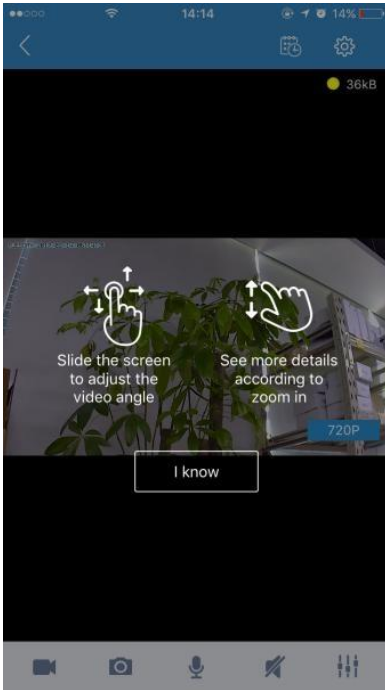 14:14
14%
36kB
Slide the screen
to adjust the
video angle
See more details
according to
zoom in
720P
I know